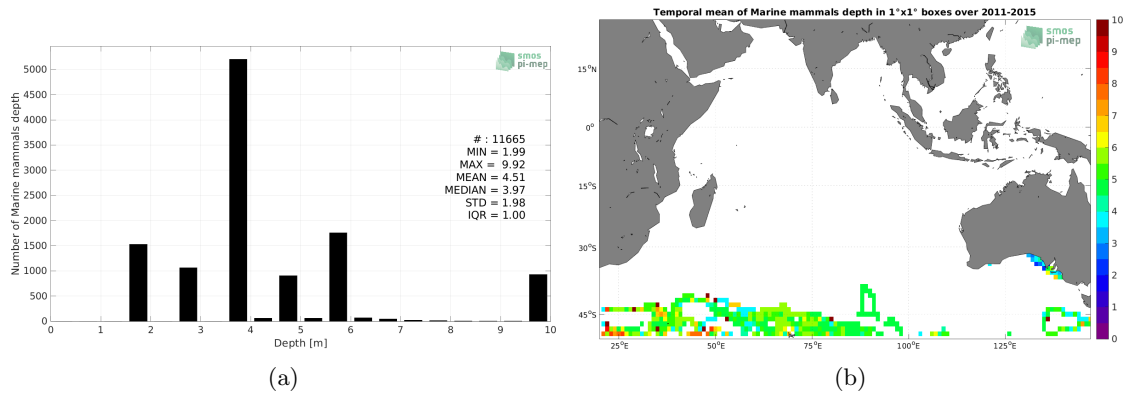 smos
pi-mep
5000
4500
4000
3500
3000
2500
2000
1500
1000
500
Number of Marine mammals depth
# : 11665
MIN = 1.99
MAX = 9.92
MEAN = 4.51
MEDIAN = 3.97
STD = 1.98
IQR = 1.00
0 1 2 3 4 5 6 7 8 9 10
Depth [m]
(a)
Temporal mean of Marine mammals depth in 1°x1° boxes over 2011-2015
smos
pi-mep
15°N
0°
15°S
30°S
45°S
25°E 50°E 75°E 100°E 125°E
10
9
8
7
6
5
4
3
2
1
0
(b)